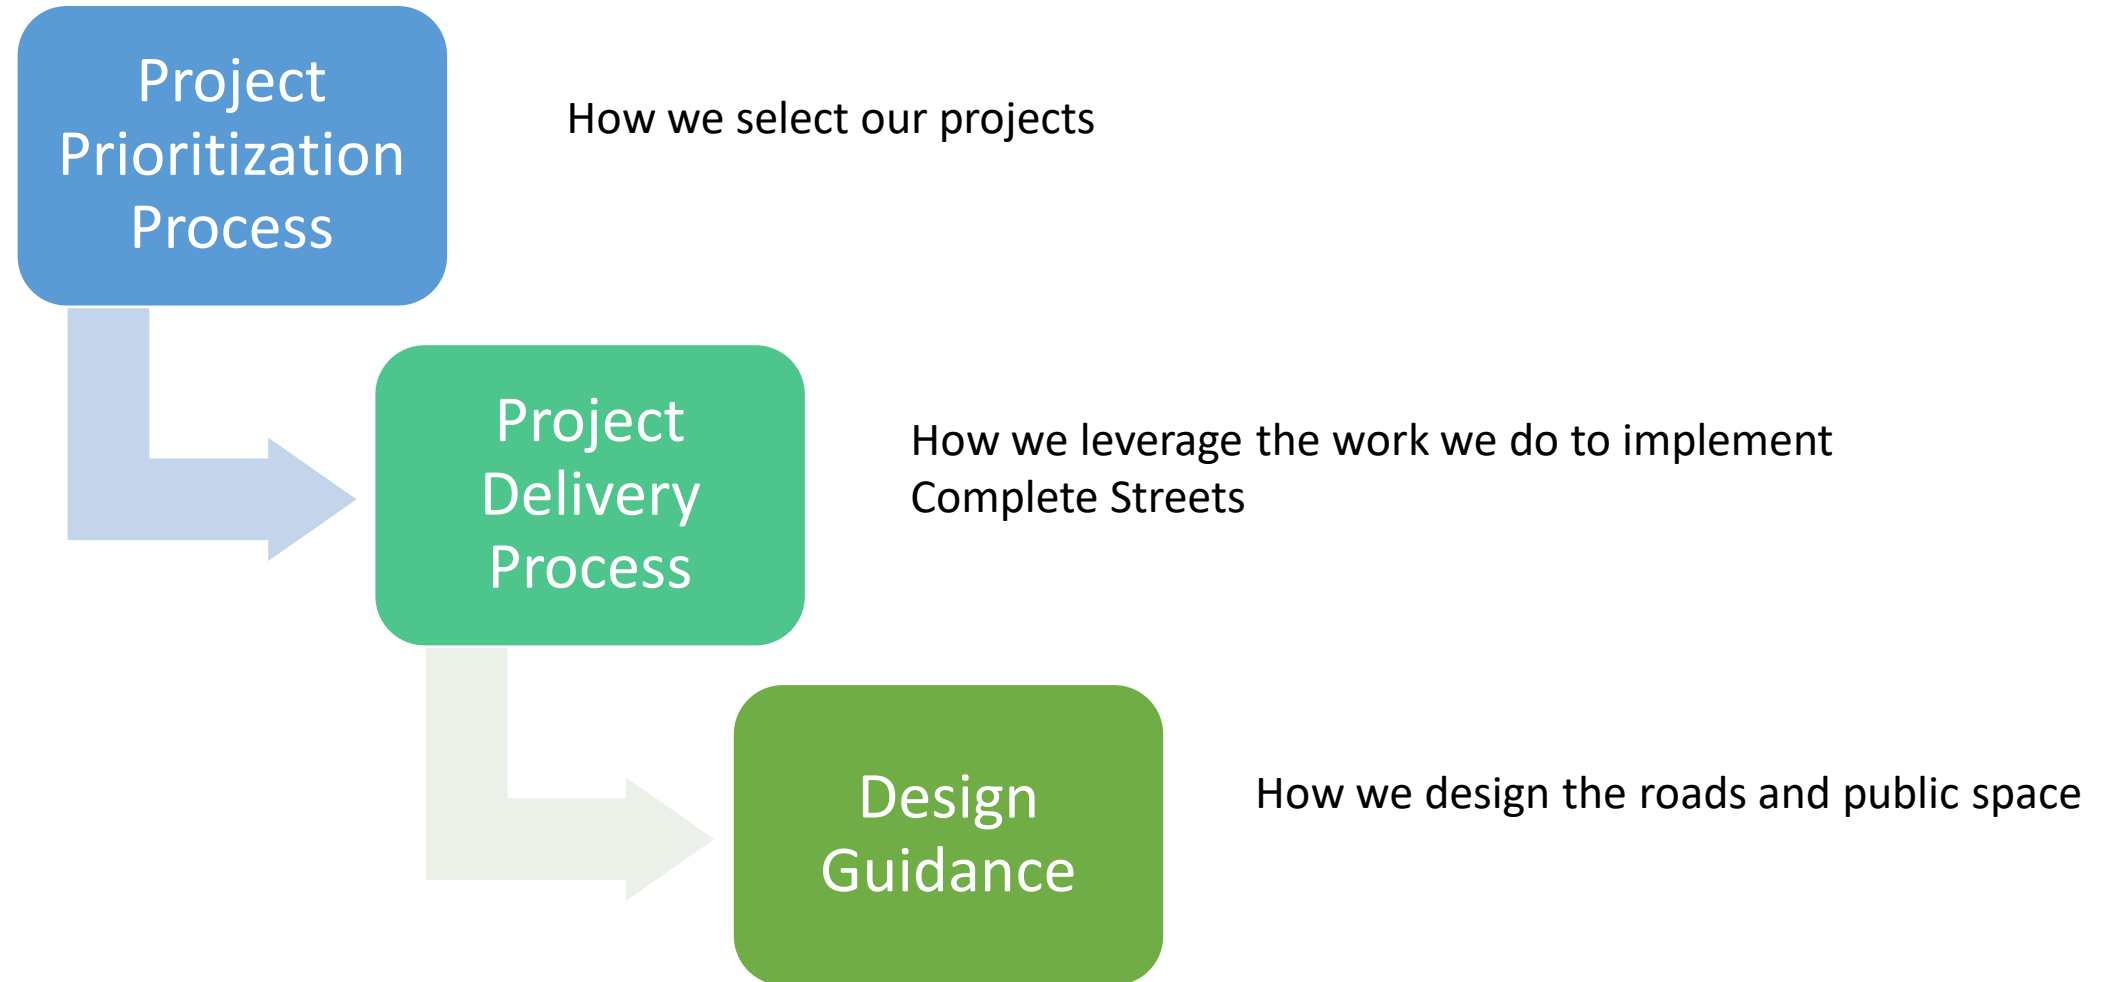 Project
Prioritization
Process
How we select our projects
Project
Delivery
Process
How we leverage the work we do to implement
Complete Streets
Design
Guidance
How we design the roads and public space